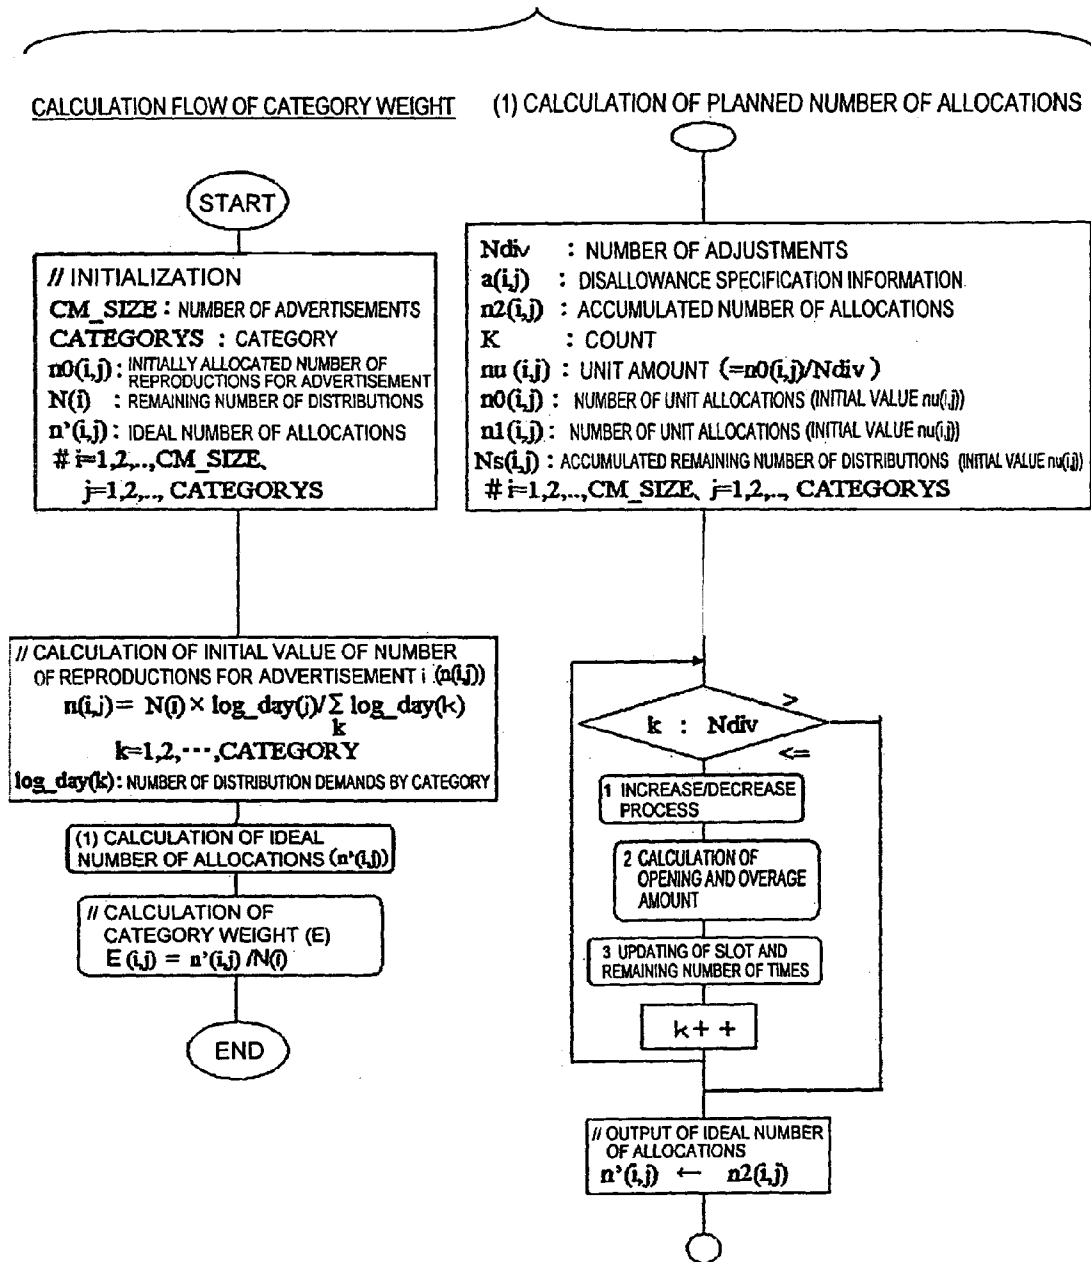 CALCULATION FLOW OF CATEGORY WEIGHT
START
// INITIALIZATION
CM_SIZE : NUMBER OF ADVERTISEMENTS
CATEGORYS : CATEGORY
n0(i,j) : INITIALLY ALLOCATED NUMBER OF
REPRODUCTIONS FOR ADVERTISEMENT
N(i) : REMAINING NUMBER OF DISTRIBUTIONS
n'(i,j) : IDEAL NUMBER OF ALLOCATIONS
# i=1,2,..,CM_SIZE、
j=1,2,.., CATEGORYS
// CALCULATION OF INITIAL VALUE OF NUMBER
OF REPRODUCTIONS FOR ADVERTISEMENT i (n(i,j))
n(i,j)= N(i) × log_day(j)/Σ log_day(k)
k
k=1,2,⋯,CATEGORY
log_day(k) : NUMBER OF DISTRIBUTION DEMANDS BY CATEGORY
(1) CALCULATION OF IDEAL
NUMBER OF ALLOCATIONS (n'(i,j))
// CALCULATION OF
CATEGORY WEIGHT (E)
E (i,j) = n'(i,j) /N(i)
END
(1) CALCULATION OF PLANNED NUMBER OF ALLOCATIONS
Ndiv : NUMBER OF ADJUSTMENTS
a(i,j) : DISALLOWANCE SPECIFICATION INFORMATION
n2(i,j) : ACCUMULATED NUMBER OF ALLOCATIONS
K : COUNT
nu (i,j) : UNIT AMOUNT (=n0(i,j)/Ndiv )
n0(i,j) : NUMBER OF UNIT ALLOCATIONS (INITIAL VALUE nu(i,j))
n1(i,j) : NUMBER OF UNIT ALLOCATIONS (INITIAL VALUE nu(i,j))
Ns(i,j) : ACCUMULATED REMAINING NUMBER OF DISTRIBUTIONS (INITIAL VALUE nu(i,j))
# i=1,2,..,CM_SIZE、 j=1,2,.., CATEGORYS
k : Ndiv
>
<=
1 INCREASE/DECREASE
PROCESS
2 CALCULATION OF
OPENING AND OVERAGE
AMOUNT
3 UPDATING OF SLOT AND
REMAINING NUMBER OF TIMES
k++
// OUTPUT OF IDEAL NUMBER
OF ALLOCATIONS
n'(i,j) ← n2(i,j)